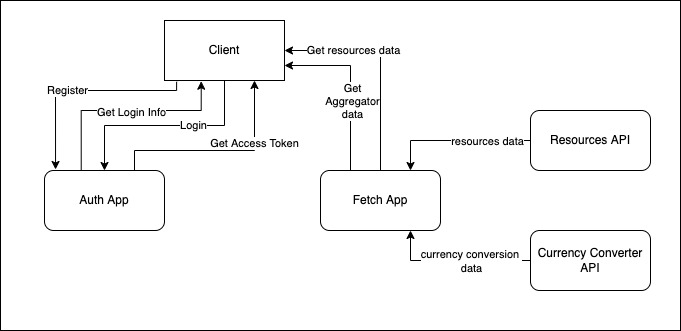 Client
Get resources data
Register
Get
Aggregator
data
Get Login Info
Login
Get Access Token
resources data
Resources API
Auth App
Fetch App
currency conversion
data
Currency Converter
API